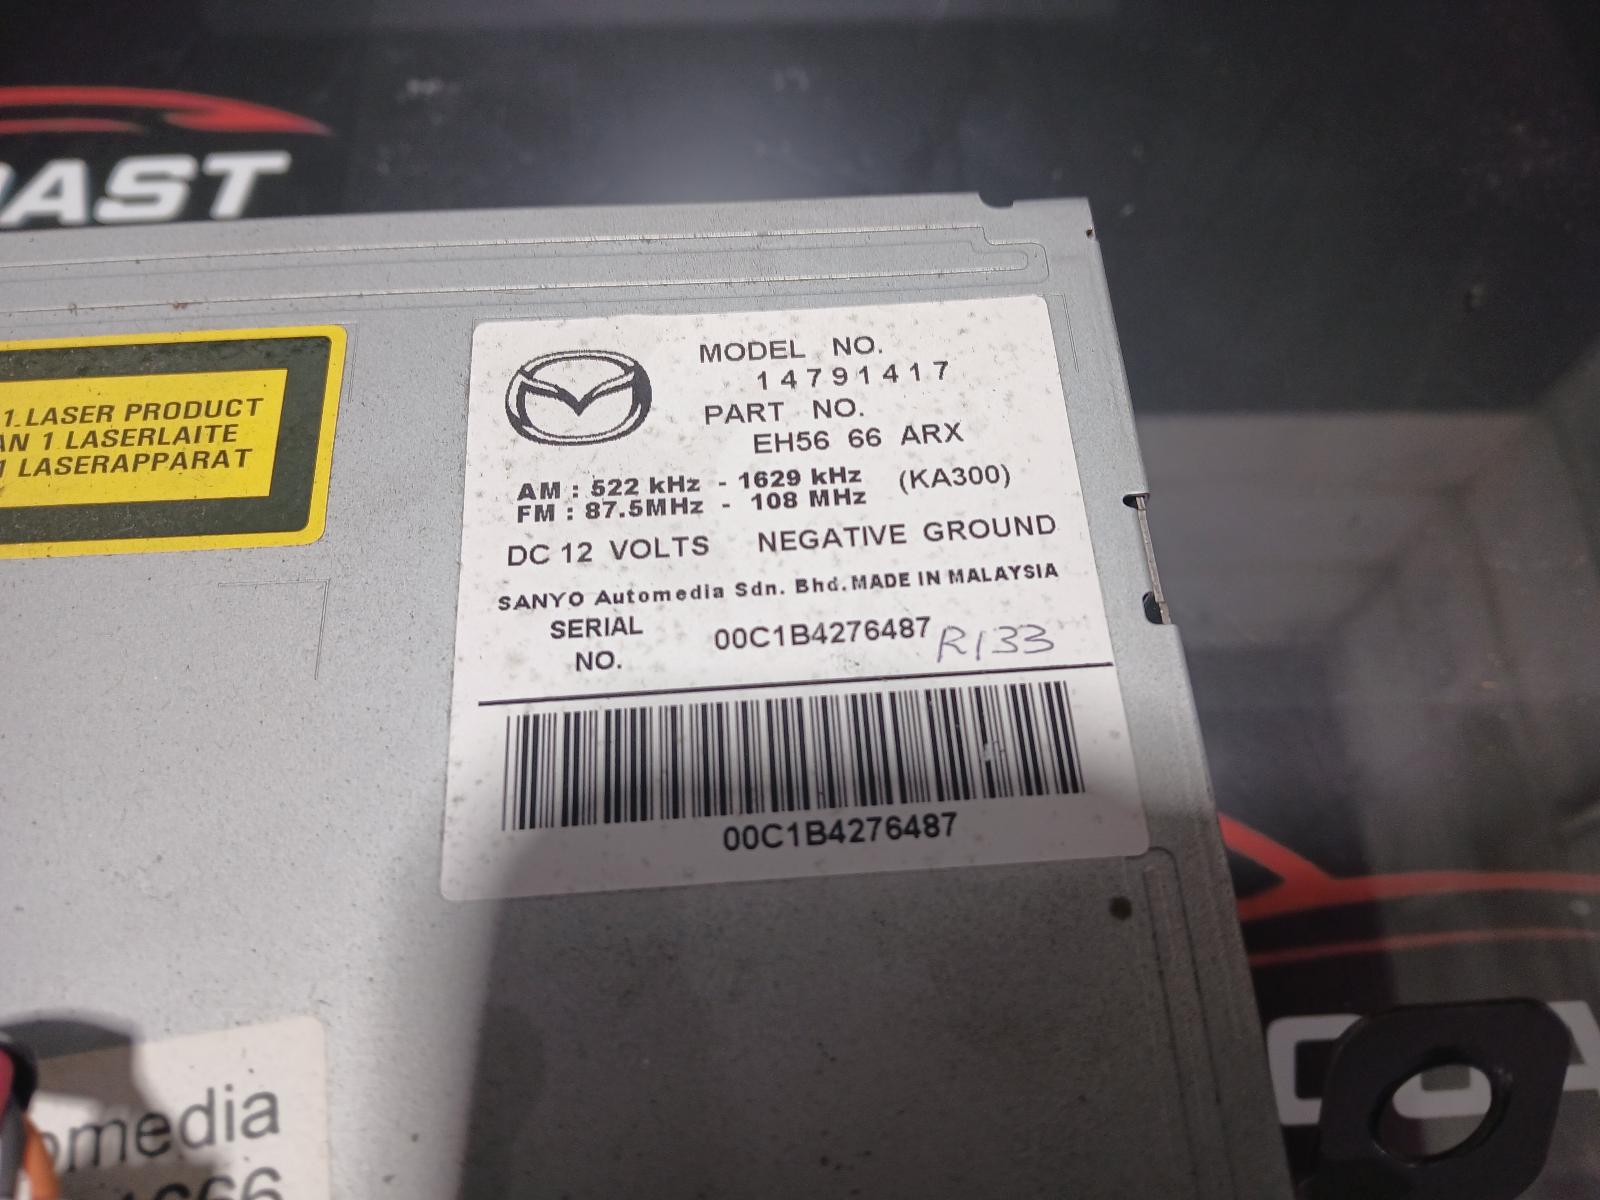 OAST
1 LASER PRODUCT
AN 1 LASERLAITE
1 LASERAPPARAT
MODEL NO.
14791417
PART NO.
EH56 66 ARX
AM : 522 kHz - 1629 kHz (KA300)
FM : 87.5MHz - 108 MHz
DC 12 VOLTS NEGATIVE GROUND
SANYO Automedia Sdn. Bhd. MADE IN MALAYSIA
SERIAL NO. 00C1B4276487 R133
00C1B4276487
omedia